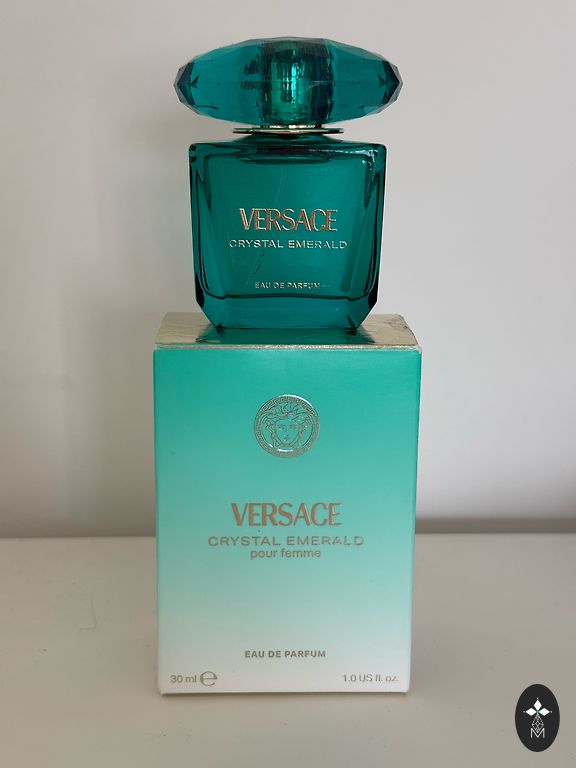 VERSACE
CRYSTAL EMERALD
EAU DE PARFUM
VERSACE
CRYSTAL EMERALD
pour femme
EAU DE PARFUM
30 ml ℮ 1.0 US fl. oz.
M